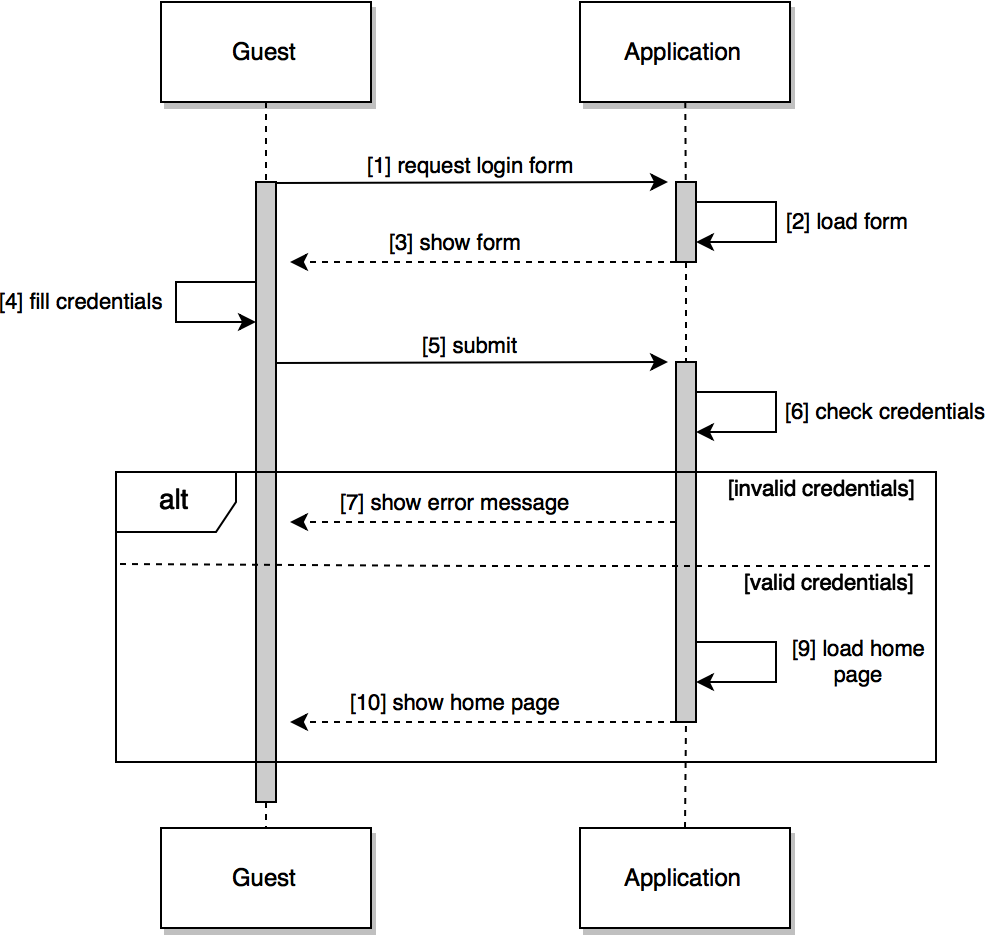 Guest
Application
[1] request login form
[2] load form
[3] show form
[4] fill credentials
[5] submit
[6] check credentials
alt
[invalid credentials]
[7] show error message
[valid credentials]
[9] load home
page
[10] show home page
Guest
Application